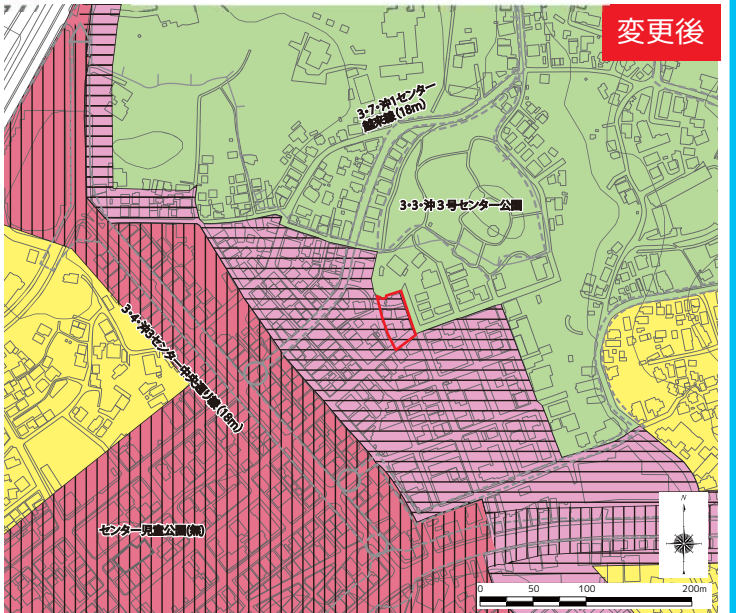 変更後
3・7・沖1センター
越来線(18m)
3・3・沖3号センター公園
3・4・沖3センター中央通り線(18m)
センター児童公園(無)
N
0 50 100 200m